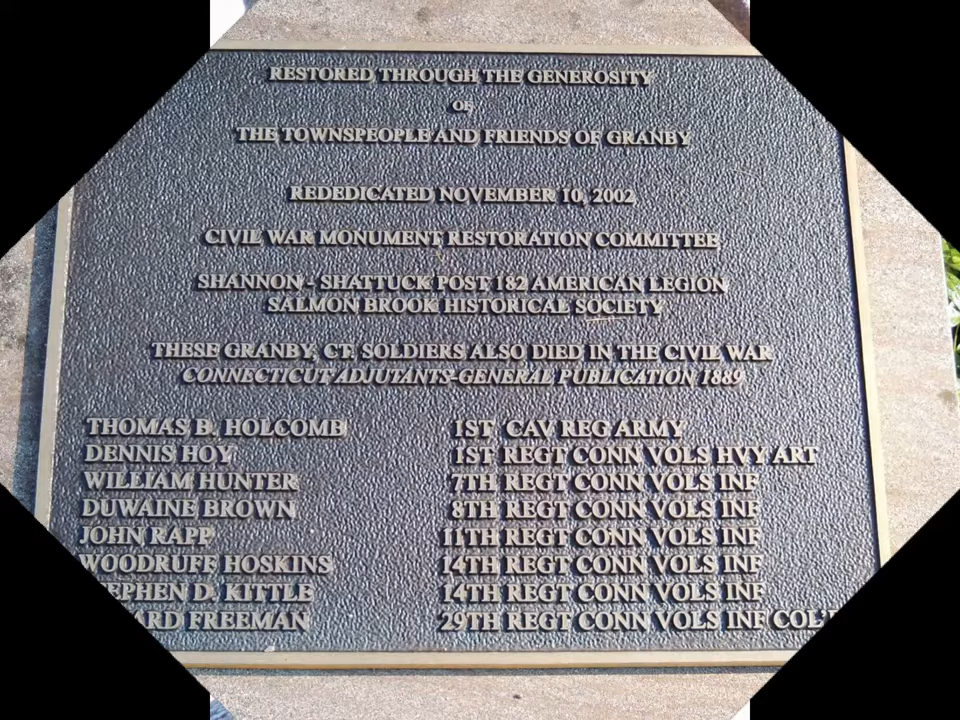 RESTORED THROUGH THE GENEROSITY
OF
THE TOWNSPEOPLE AND FRIENDS OF GRANBY
REDEDICATED NOVEMBER 10, 2002
CIVIL WAR MONUMENT RESTORATION COMMITTEE
SHANNON - SHATTUCK POST 182 AMERICAN LEGION
SALMON BROOK HISTORICAL SOCIETY
THESE GRANBY, CT. SOLDIERS ALSO DIED IN THE CIVIL WAR
CONNECTICUT ADJUTANTS-GENERAL PUBLICATION 1889
THOMAS B. HOLCOMB 1ST CAV REG ARMY
DENNIS HOY 1ST REGT CONN VOLS HVY ART
WILLIAM HUNTER 7TH REGT CONN VOLS INF
DUWAINE BROWN 8TH REGT CONN VOLS INF
JOHN RAPP 11TH REGT CONN VOLS INF
WOODRUFF HOSKINS 14TH REGT CONN VOLS INF
D. KITTLE 14TH REGT CONN VOLS INF
FREEMAN 29TH REGT CONN VOLS INF